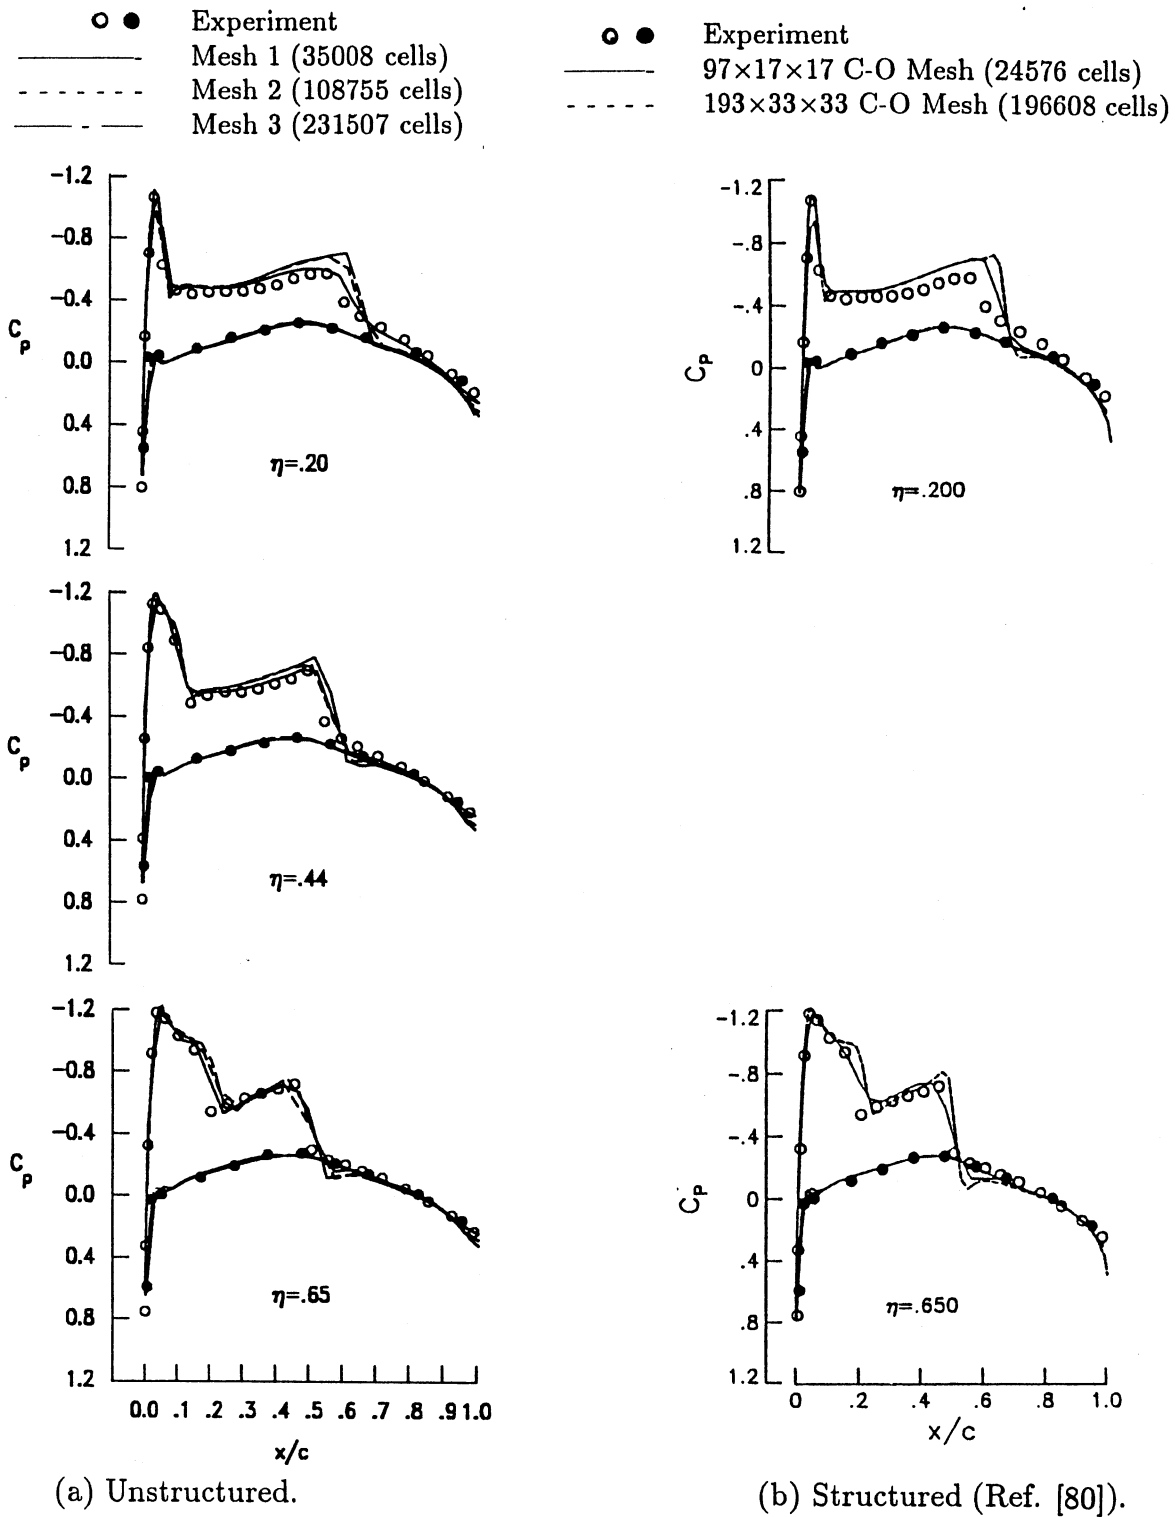 Experiment
Mesh 1 (35008 cells)
Mesh 2 (108755 cells)
Mesh 3 (231507 cells)
Experiment
97×17×17 C-O Mesh (24576 cells)
193×33×33 C-O Mesh (196608 cells)
-1.2
-0.8
-0.4
0.0
0.4
0.8
1.2
Cp
η=.20
-1.2
-.8
-.4
0
.4
.8
1.2
Cp
η=.200
-1.2
-0.8
-0.4
0.0
0.4
0.8
1.2
Cp
η=.44
-1.2
-0.8
-0.4
0.0
0.4
0.8
1.2
Cp
η=.65
0.0 .1 .2 .3 .4 .5 .6 .7 .8 .9 1.0
x/c
-1.2
-.8
-.4
0
.4
.8
1.2
Cp
η=.650
0 .2 .4 .6 .8 1.0
x/c
(a) Unstructured.
(b) Structured (Ref. [80]).